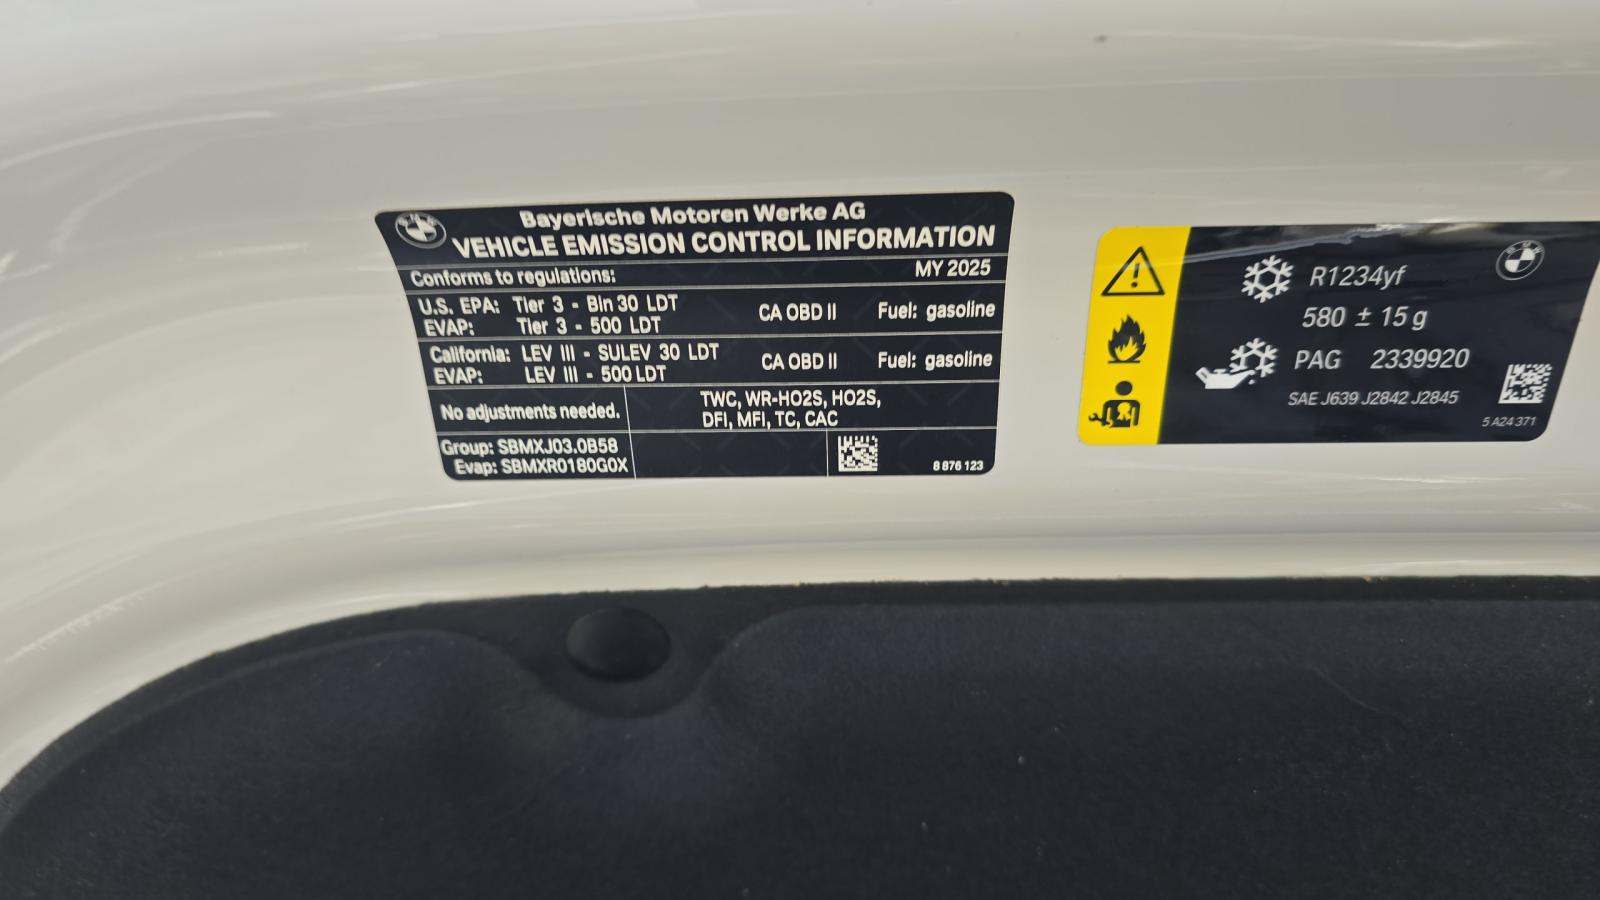 Bayerische Motoren Werke AG
VEHICLE EMISSION CONTROL INFORMATION
Conforms to regulations: MY 2025
U.S. EPA: Tier 3 - Bin 30 LDT CA OBD II Fuel: gasoline
EVAP: Tier 3 - 500 LDT
California: LEV III - SULEV 30 LDT CA OBD II Fuel: gasoline
EVAP: LEV III - 500 LDT
No adjustments needed. TWC, WR-HO2S, HO2S,
DFI, MFI, TC, CAC
Group: SBMXJ03.0B58
Evap: SBMXR0180G0X
8 876 123
R1234yf
580 ± 15 g
PAG 2339920
SAE J639 J2842 J2845
5 A24 371